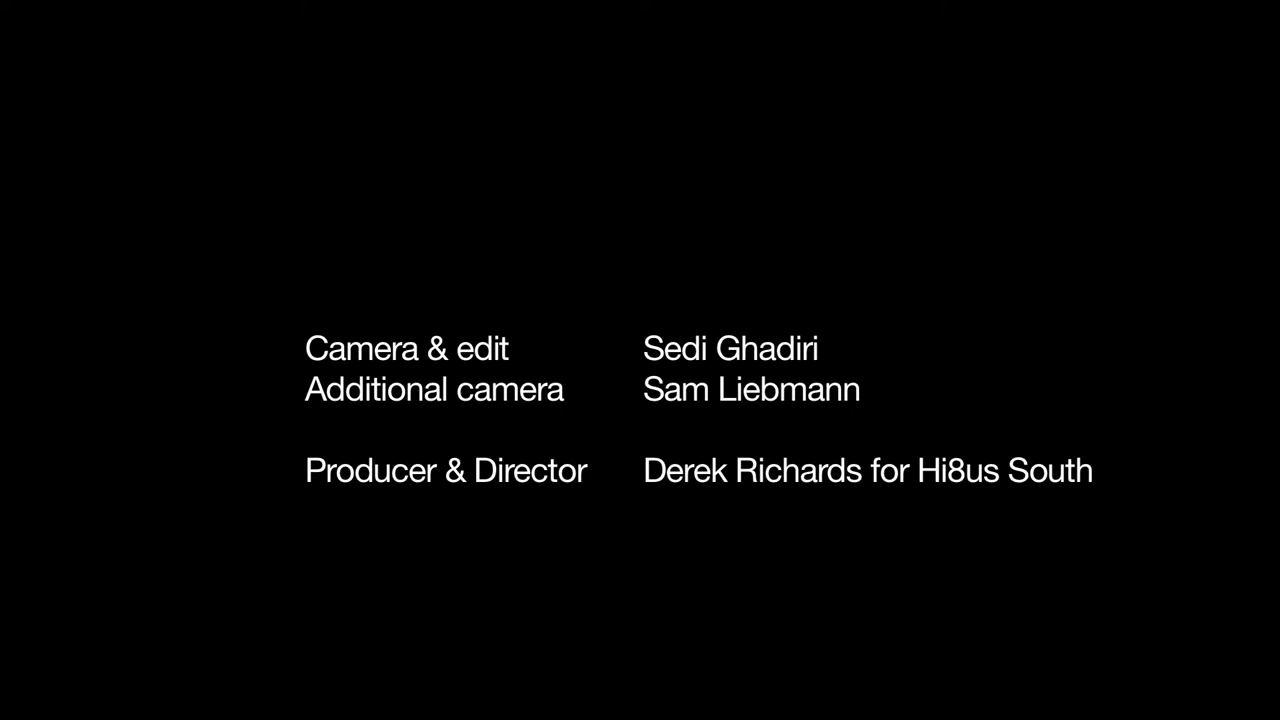 Camera & edit Sedi Ghadiri
Additional camera Sam Liebmann
Producer & Director Derek Richards for Hi8us South